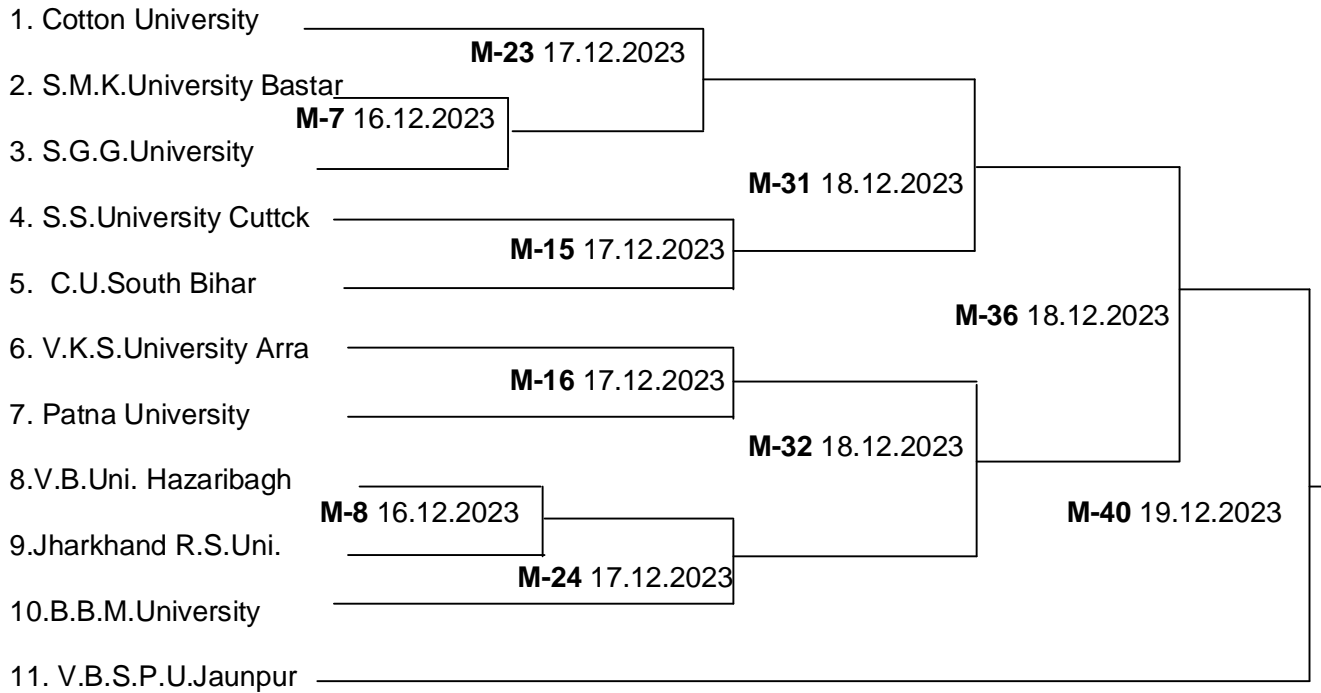 1. Cotton University
M-23 17.12.2023
2. S.M.K.University Bastar
M-7 16.12.2023
3. S.G.G.University
M-31 18.12.2023
4. S.S.University Cuttck
M-15 17.12.2023
5. C.U.South Bihar
M-36 18.12.2023
6. V.K.S.University Arra
M-16 17.12.2023
7. Patna University
M-32 18.12.2023
8.V.B.Uni. Hazaribagh
M-8 16.12.2023
M-40 19.12.2023
9.Jharkhand R.S.Uni.
M-24 17.12.2023
10.B.B.M.University
11. V.B.S.P.U.Jaunpur